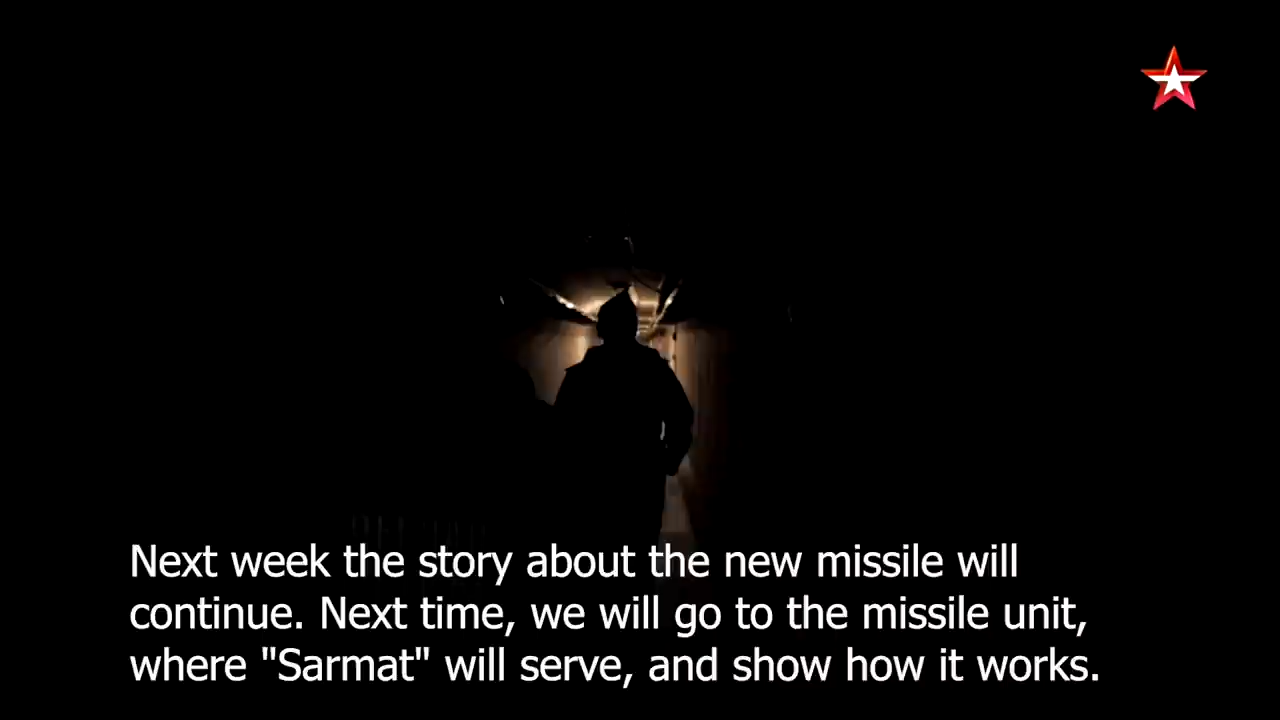 Next week the story about the new missile will
continue. Next time, we will go to the missile unit,
where "Sarmat" will serve, and show how it works.